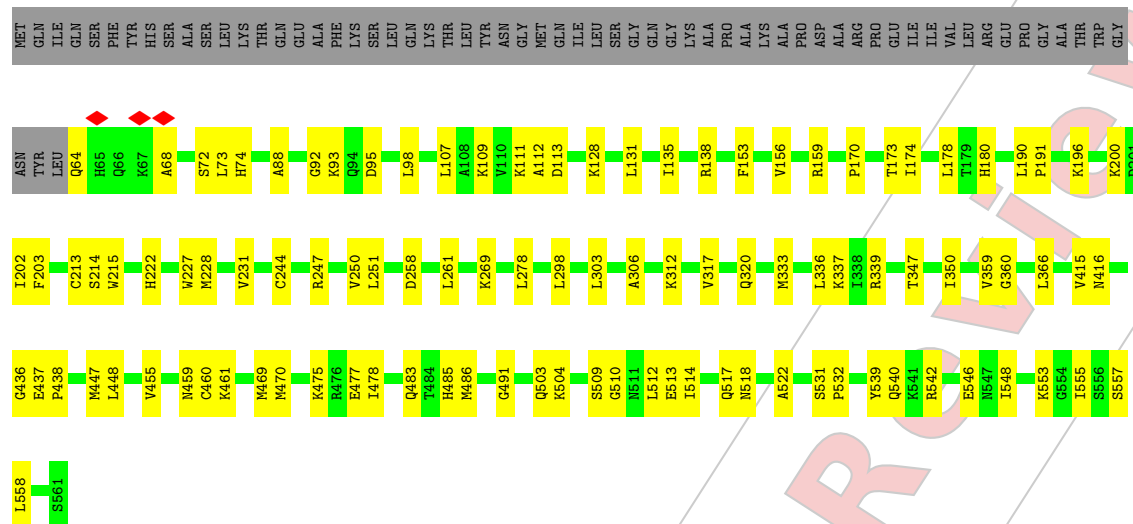 MET GLN ILE GLN SER PHE TYR HIS SER ALA SER LEU LYS THR GLN GLU ALA PHE LYS SER LEU GLN LYS THR LEU TYR ASN GLY MET GLN ILE LEU SER GLY GLN GLY LYS ALA PRO ALA LYS ALA PRO ASP ALA ARG PRO GLU ILE ILE VAL LEU ARG GLU PRO GLY ALA THR TRP GLY
ASN TYR LEU Q64 H65 Q66 K67 A68 S72 L73 H74 A88 G92 K93 Q94 D95 L98 L107 A108 K109 V110 K111 A112 D113 K128 L131 I135 R138 F153 V156 R159 P170 T173 I174 L178 T179 H180 L190 P191 K196 K200 D201
I202 F203 C213 S214 W215 H222 W227 M228 V231 C244 R247 V250 L251 D258 L261 K269 L278 L298 L303 A306 K312 V317 Q320 M333 L336 K337 I338 R339 T347 I350 V359 G360 L366 V415 N416
G436 E437 P438 M447 L448 V455 N459 C460 K461 M469 M470 K475 R476 E477 I478 Q483 T484 H485 M486 G491 Q503 K504 S509 G510 N511 L512 E513 I514 Q517 N518 A522 S531 P532 Y539 Q540 K541 R542 E546 N547 I548 K553 G554 I555 S556 S557
L558 S561